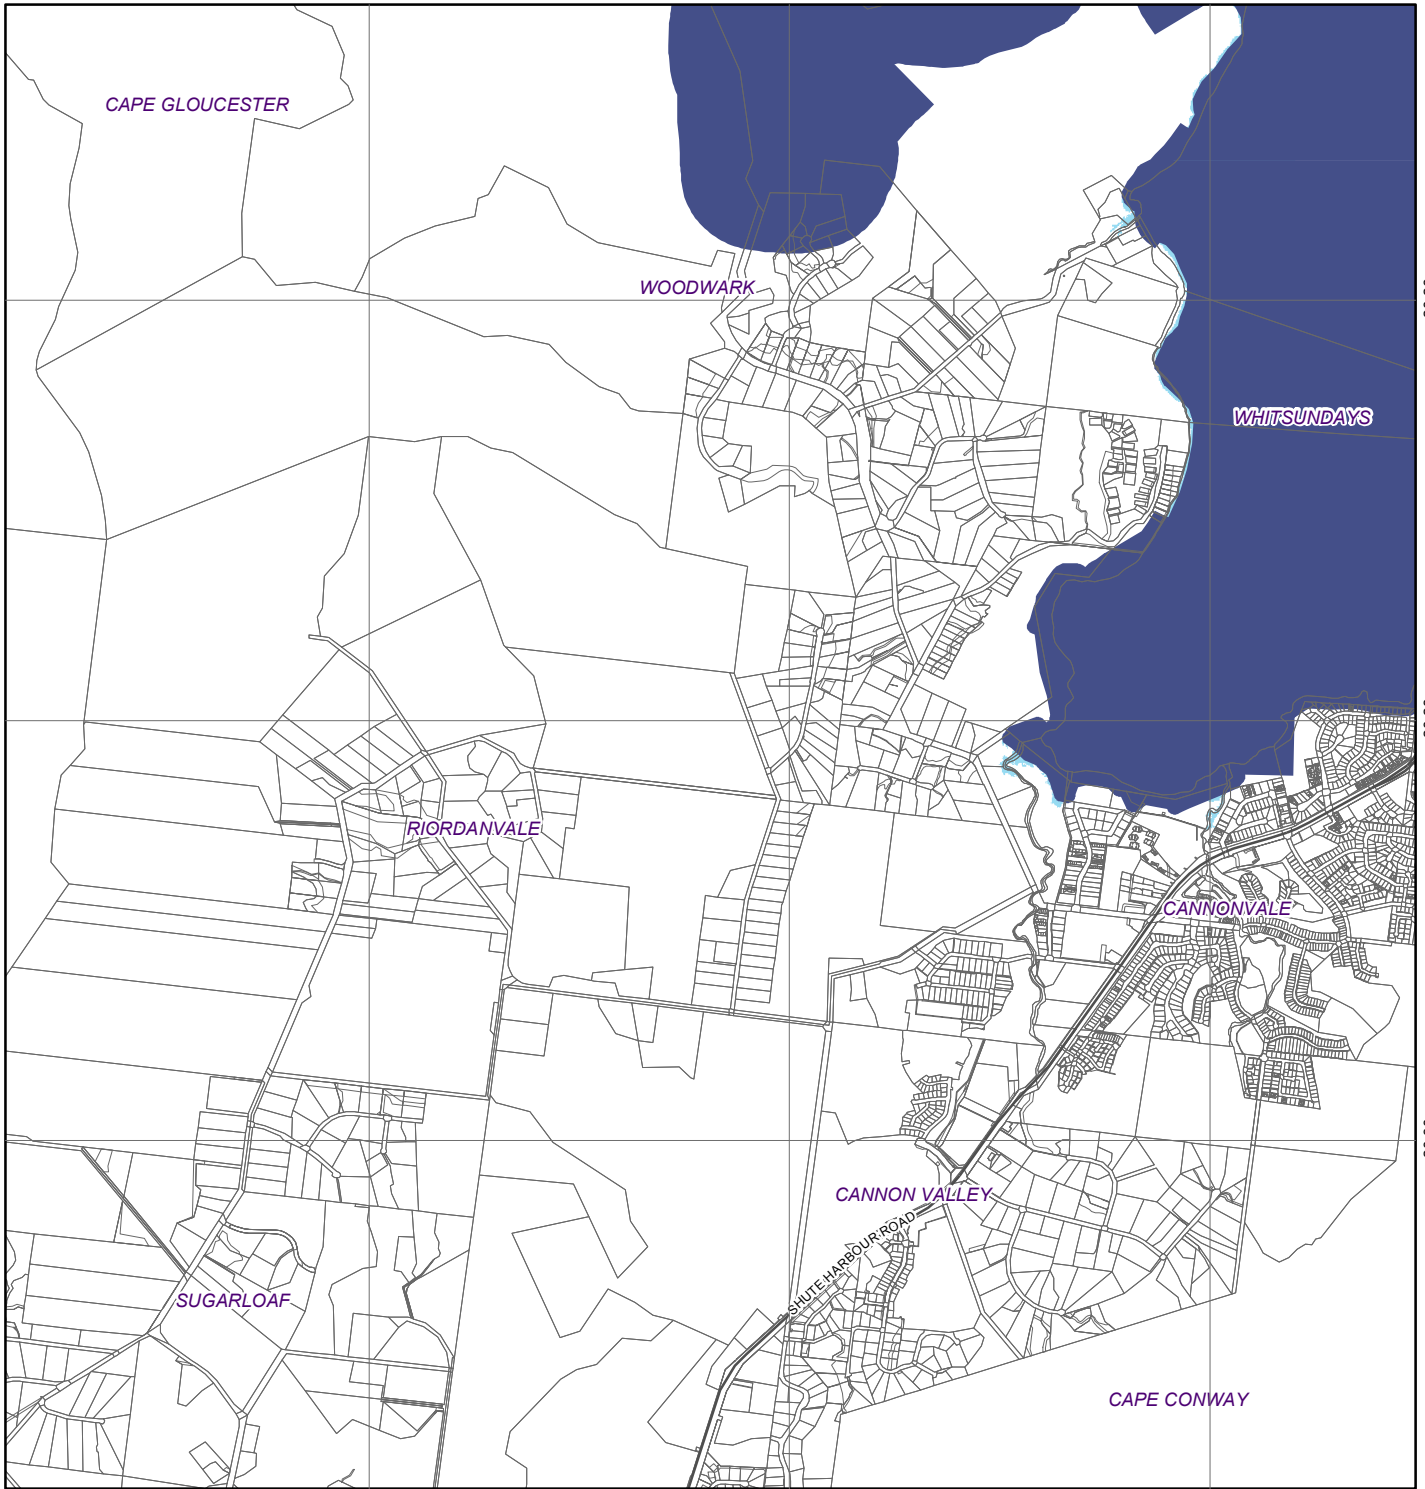 CAPE GLOUCESTER
WOODWARK
WHITSUNDAYS
RIORDANVALE
CANNONVALE
CANNON VALLEY
SHUTE HARBOUR ROAD
SUGARLOAF
CAPE CONWAY